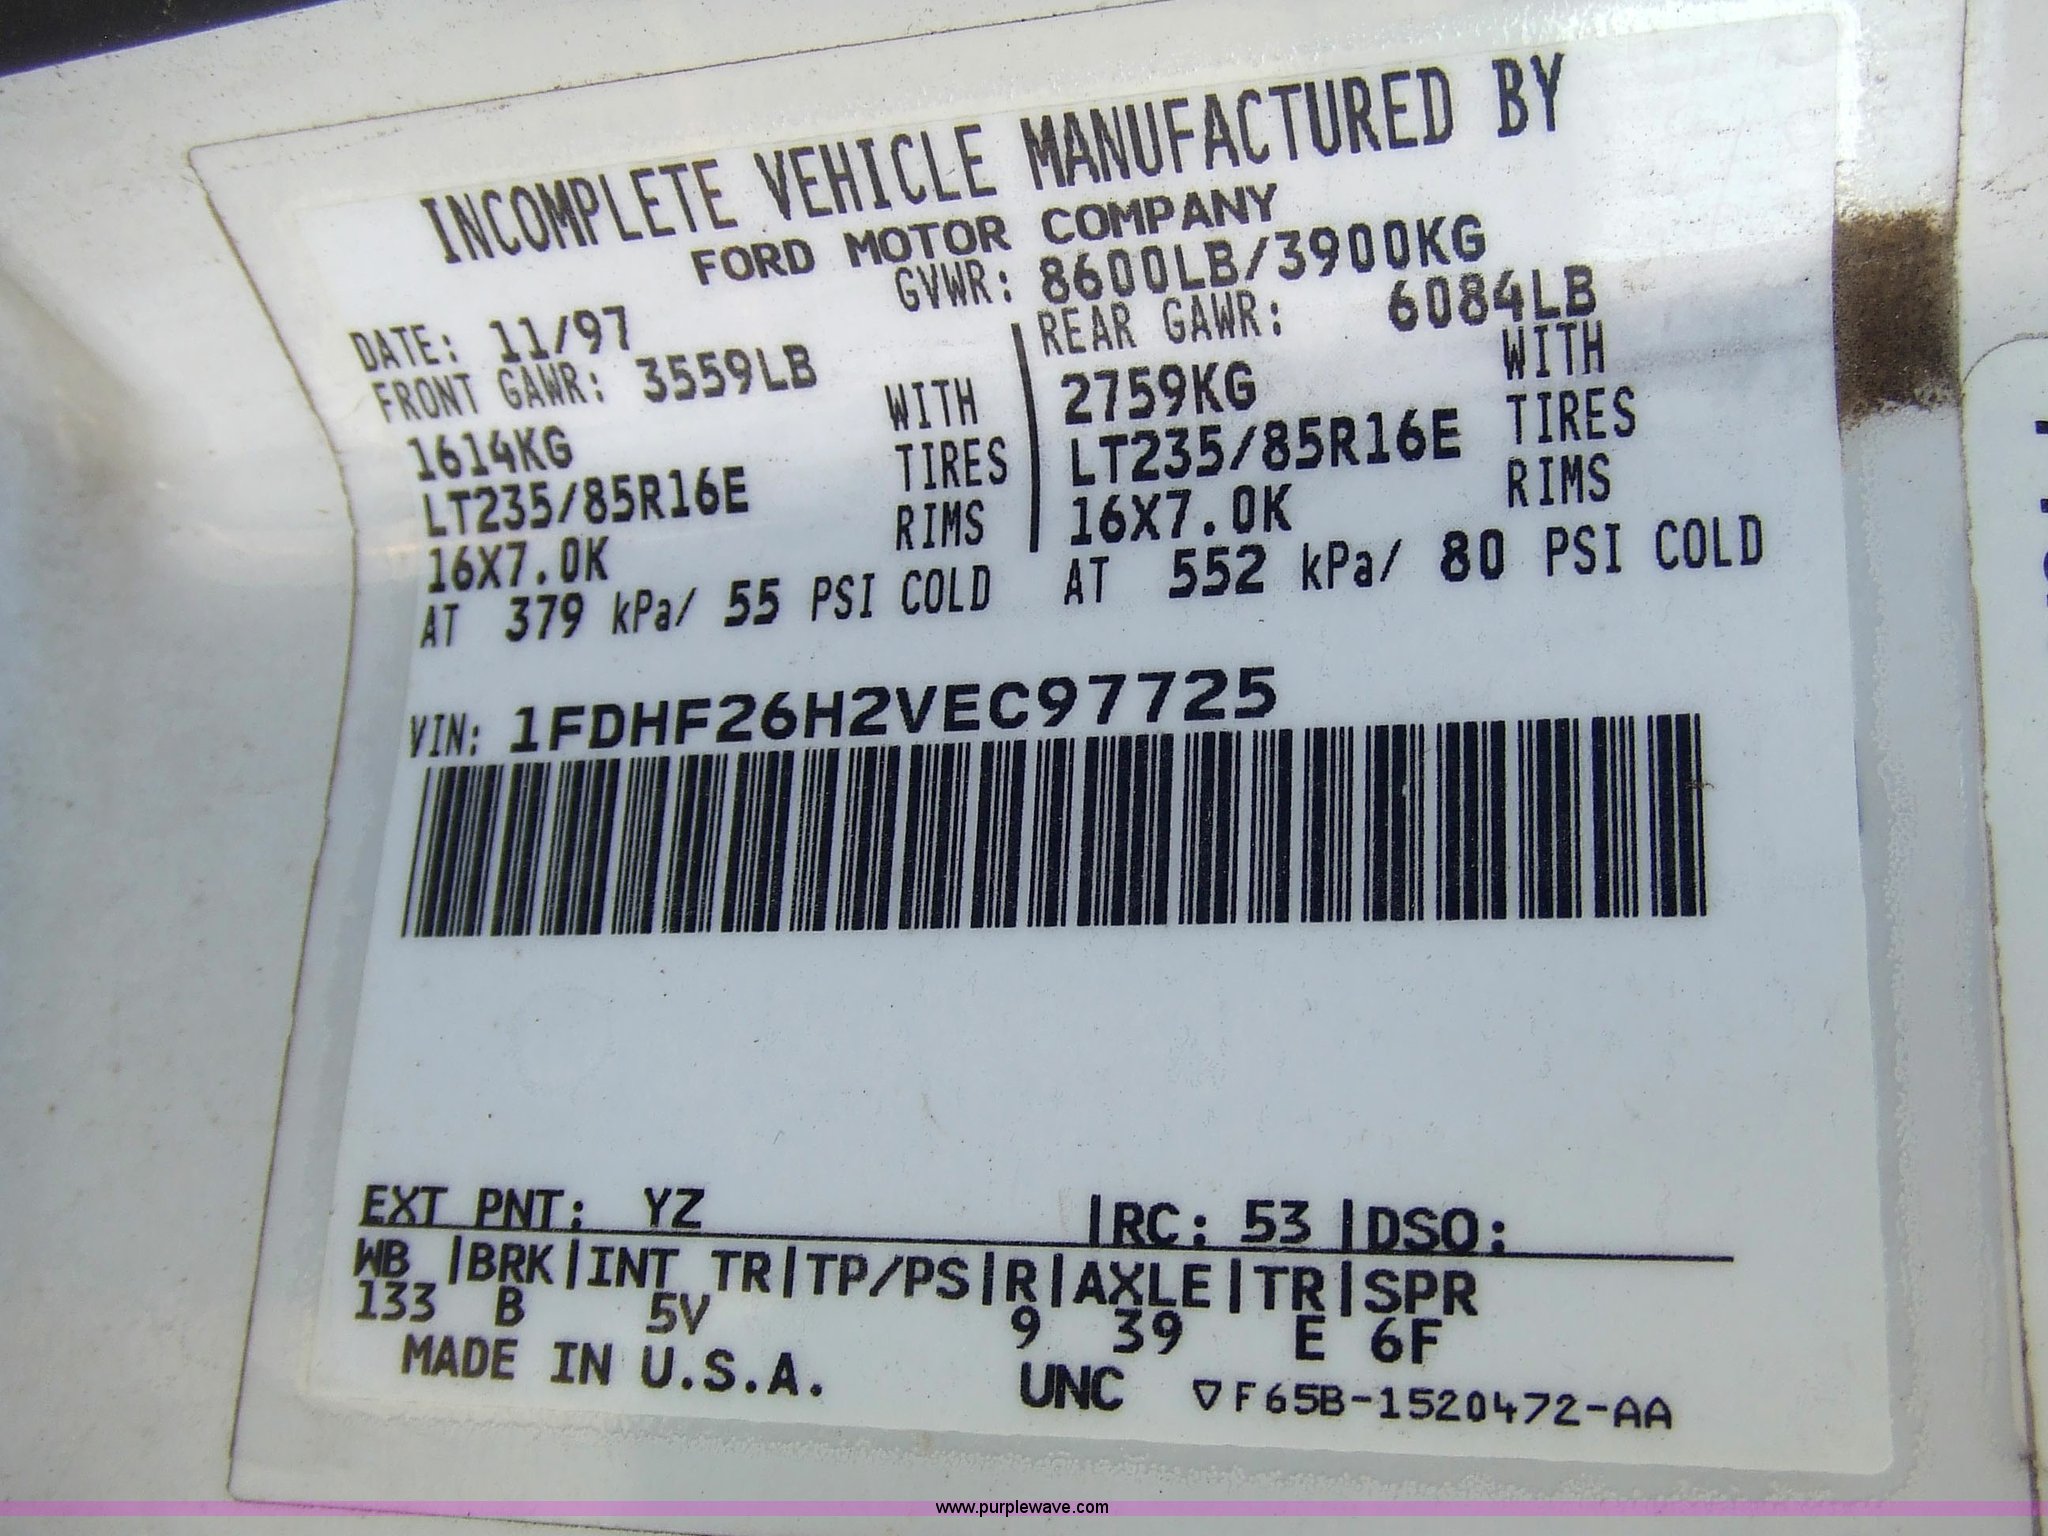 INCOMPLETE VEHICLE MANUFACTURED BY
FORD MOTOR COMPANY
GVWR: 8600LB/3900KG
DATE: 11/97
FRONT GAWR: 3559LB
1614KG WITH
LT235/85R16E TIRES
16X7.0K RIMS
AT 379 kPa/ 55 PSI COLD
REAR GAWR: 6084LB
2759KG WITH
LT235/85R16E TIRES
16X7.0K RIMS
AT 552 kPa/ 80 PSI COLD
VIN: 1FDHF26H2VEC97725
EXT PNT: YZ |RC: 53 |DSO:
WB |BRK|INT TR|TP/PS|R|AXLE|TR|SPR
133 B 5V 9 39 E 6F
MADE IN U.S.A. UNC ▽F65B-1520472-AA
www.purplewave.com